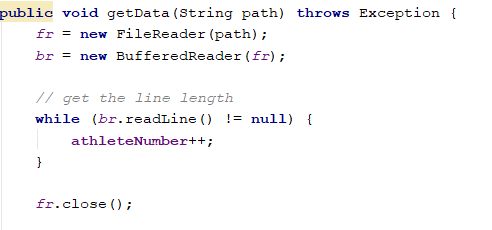 public void getData(String path) throws Exception {
fr = new FileReader(path);
br = new BufferedReader(fr);
// get the line length
while (br.readLine() != null) {
athleteNumber++;
}
fr.close();